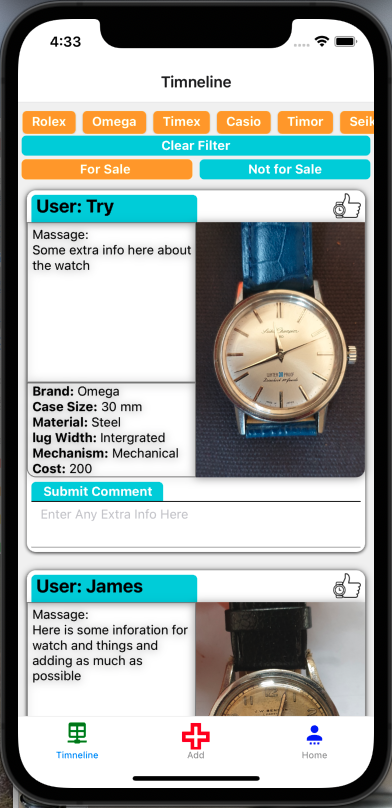 4:33
Timneline
Rolex Omega Timex Casio Timor Seik
Clear Filter
For Sale Not for Sale
User: Try
Massage:
Some extra info here about
the watch
Brand: Omega
Case Size: 30 mm
Material: Steel
lug Width: Intergrated
Mechanism: Mechanical
Cost: 200
Submit Comment
Enter Any Extra Info Here
User: James
Massage:
Here is some inforation for
watch and things and
adding as much as
possible
Timneline Add Home